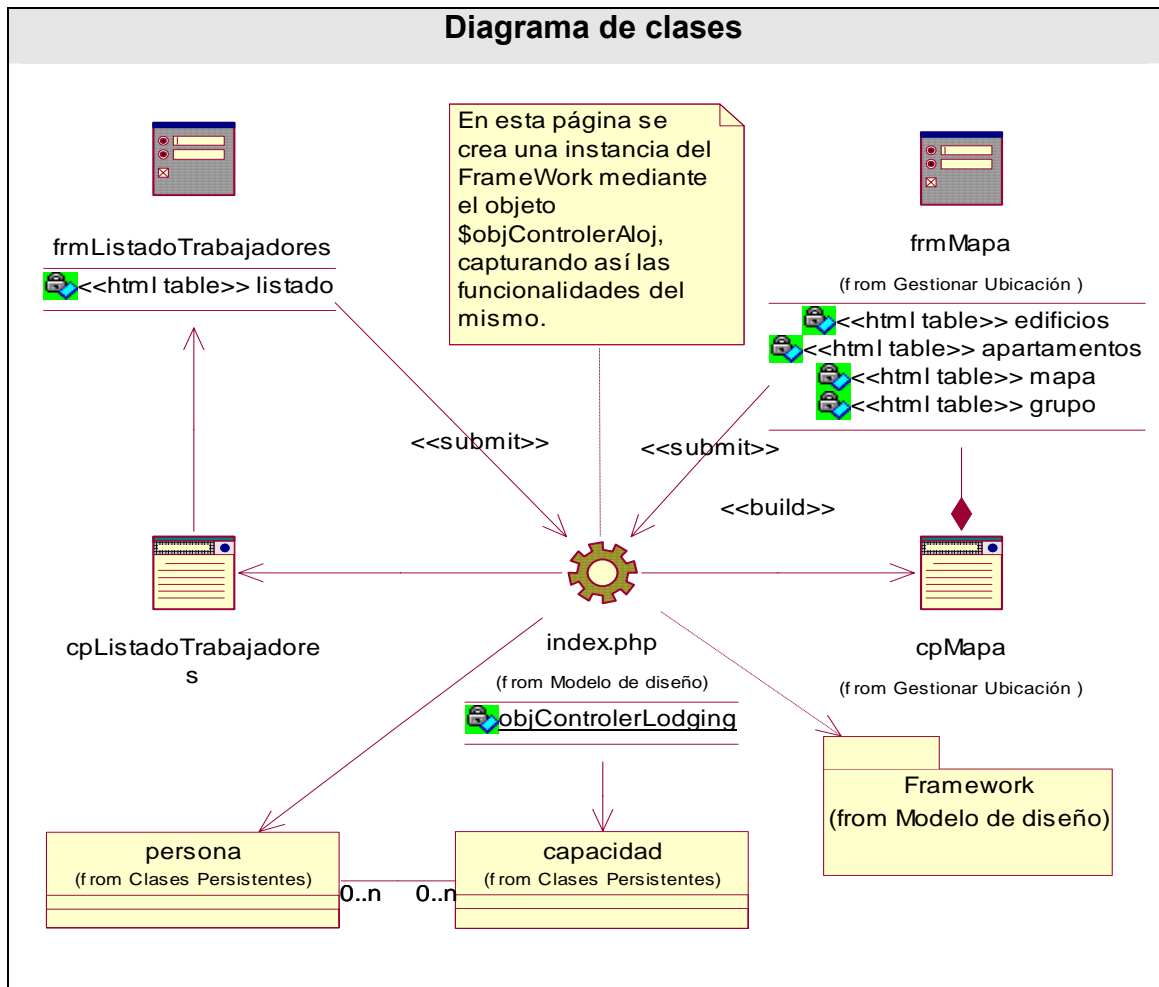 Diagrama de clases
En esta página se
crea una instancia del
FrameWork mediante
el objeto
$objControlerAloj,
capturando así las
funcionalidades del
mismo.
frmListadoTrabajadores
<<html table>> listado
frmMapa
(from Gestionar Ubicación )
<<html table>> edificios
<<html table>> apartamentos
<<html table>> mapa
<<html table>> grupo
<<submit>>
<<submit>>
<<build>>
cpListadoTrabajadore
s
index.php
(from Modelo de diseño)
objControlerLodging
cpMapa
(from Gestionar Ubicación )
Framework
(from Modelo de diseño)
persona
(from Clases Persistentes)
0..n
0..n
capacidad
(from Clases Persistentes)